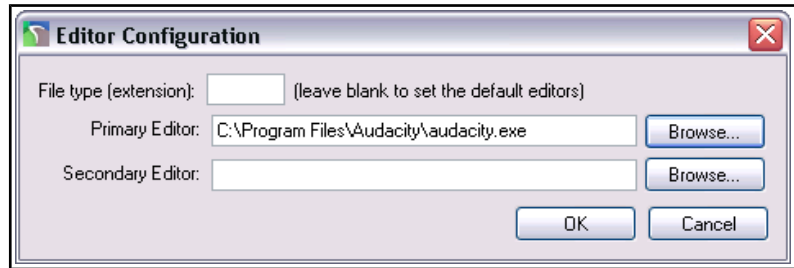 Editor Configuration
File type (extension): (leave blank to set the default editors)
Primary Editor: C:\Program Files\Audacity\audacity.exe Browse...
Secondary Editor: Browse...
OK Cancel